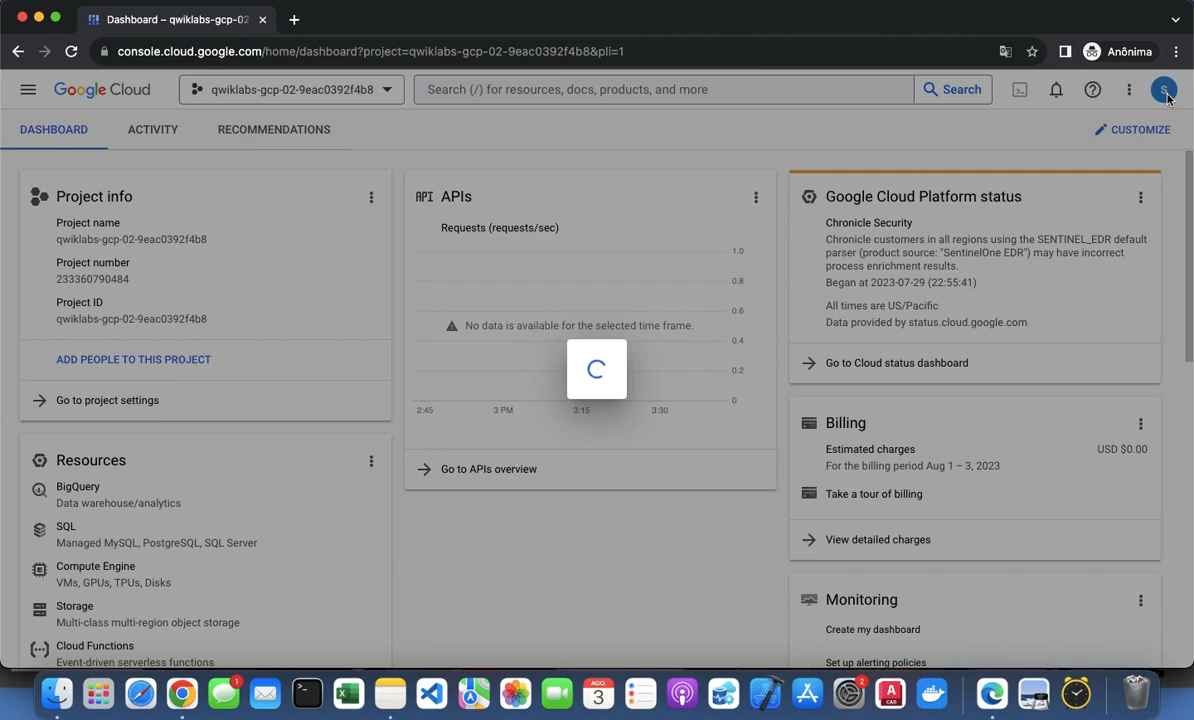 Dashboard – qwiklabs-gcp-02
console.cloud.google.com/home/dashboard?project=qwiklabs-gcp-02-9eac0392f4b8&pli=1
Anônima
Google Cloud
qwiklabs-gcp-02-9eac0392f4b8
Search (/) for resources, docs, products, and more
Search
S
DASHBOARD
ACTIVITY
RECOMMENDATIONS
CUSTOMIZE
Project info
Project name
qwiklabs-gcp-02-9eac0392f4b8
Project number
233360790484
Project ID
qwiklabs-gcp-02-9eac0392f4b8
ADD PEOPLE TO THIS PROJECT
Go to project settings
Resources
BigQuery
Data warehouse/analytics
SQL
Managed MySQL, PostgreSQL, SQL Server
Compute Engine
VMs, GPUs, TPUs, Disks
Storage
Multi-class multi-region object storage
Cloud Functions
Event-driven serverless functions
API APIs
Requests (requests/sec)
1.0
0.8
0.6
No data is available for the selected time frame.
0.4
0.2
0
2:45 3 PM 3:15 3:30
Go to APIs overview
Google Cloud Platform status
Chronicle Security
Chronicle customers in all regions using the SENTINEL_EDR default
parser (product source: "SentinelOne EDR") may have incorrect
process enrichment results.
Began at 2023-07-29 (22:55:41)
All times are US/Pacific
Data provided by status.cloud.google.com
Go to Cloud status dashboard
Billing
Estimated charges USD $0.00
For the billing period Aug 1 – 3, 2023
Take a tour of billing
View detailed charges
Monitoring
Create my dashboard
Set up alerting policies
1
AGO.
3
2
A
CAD